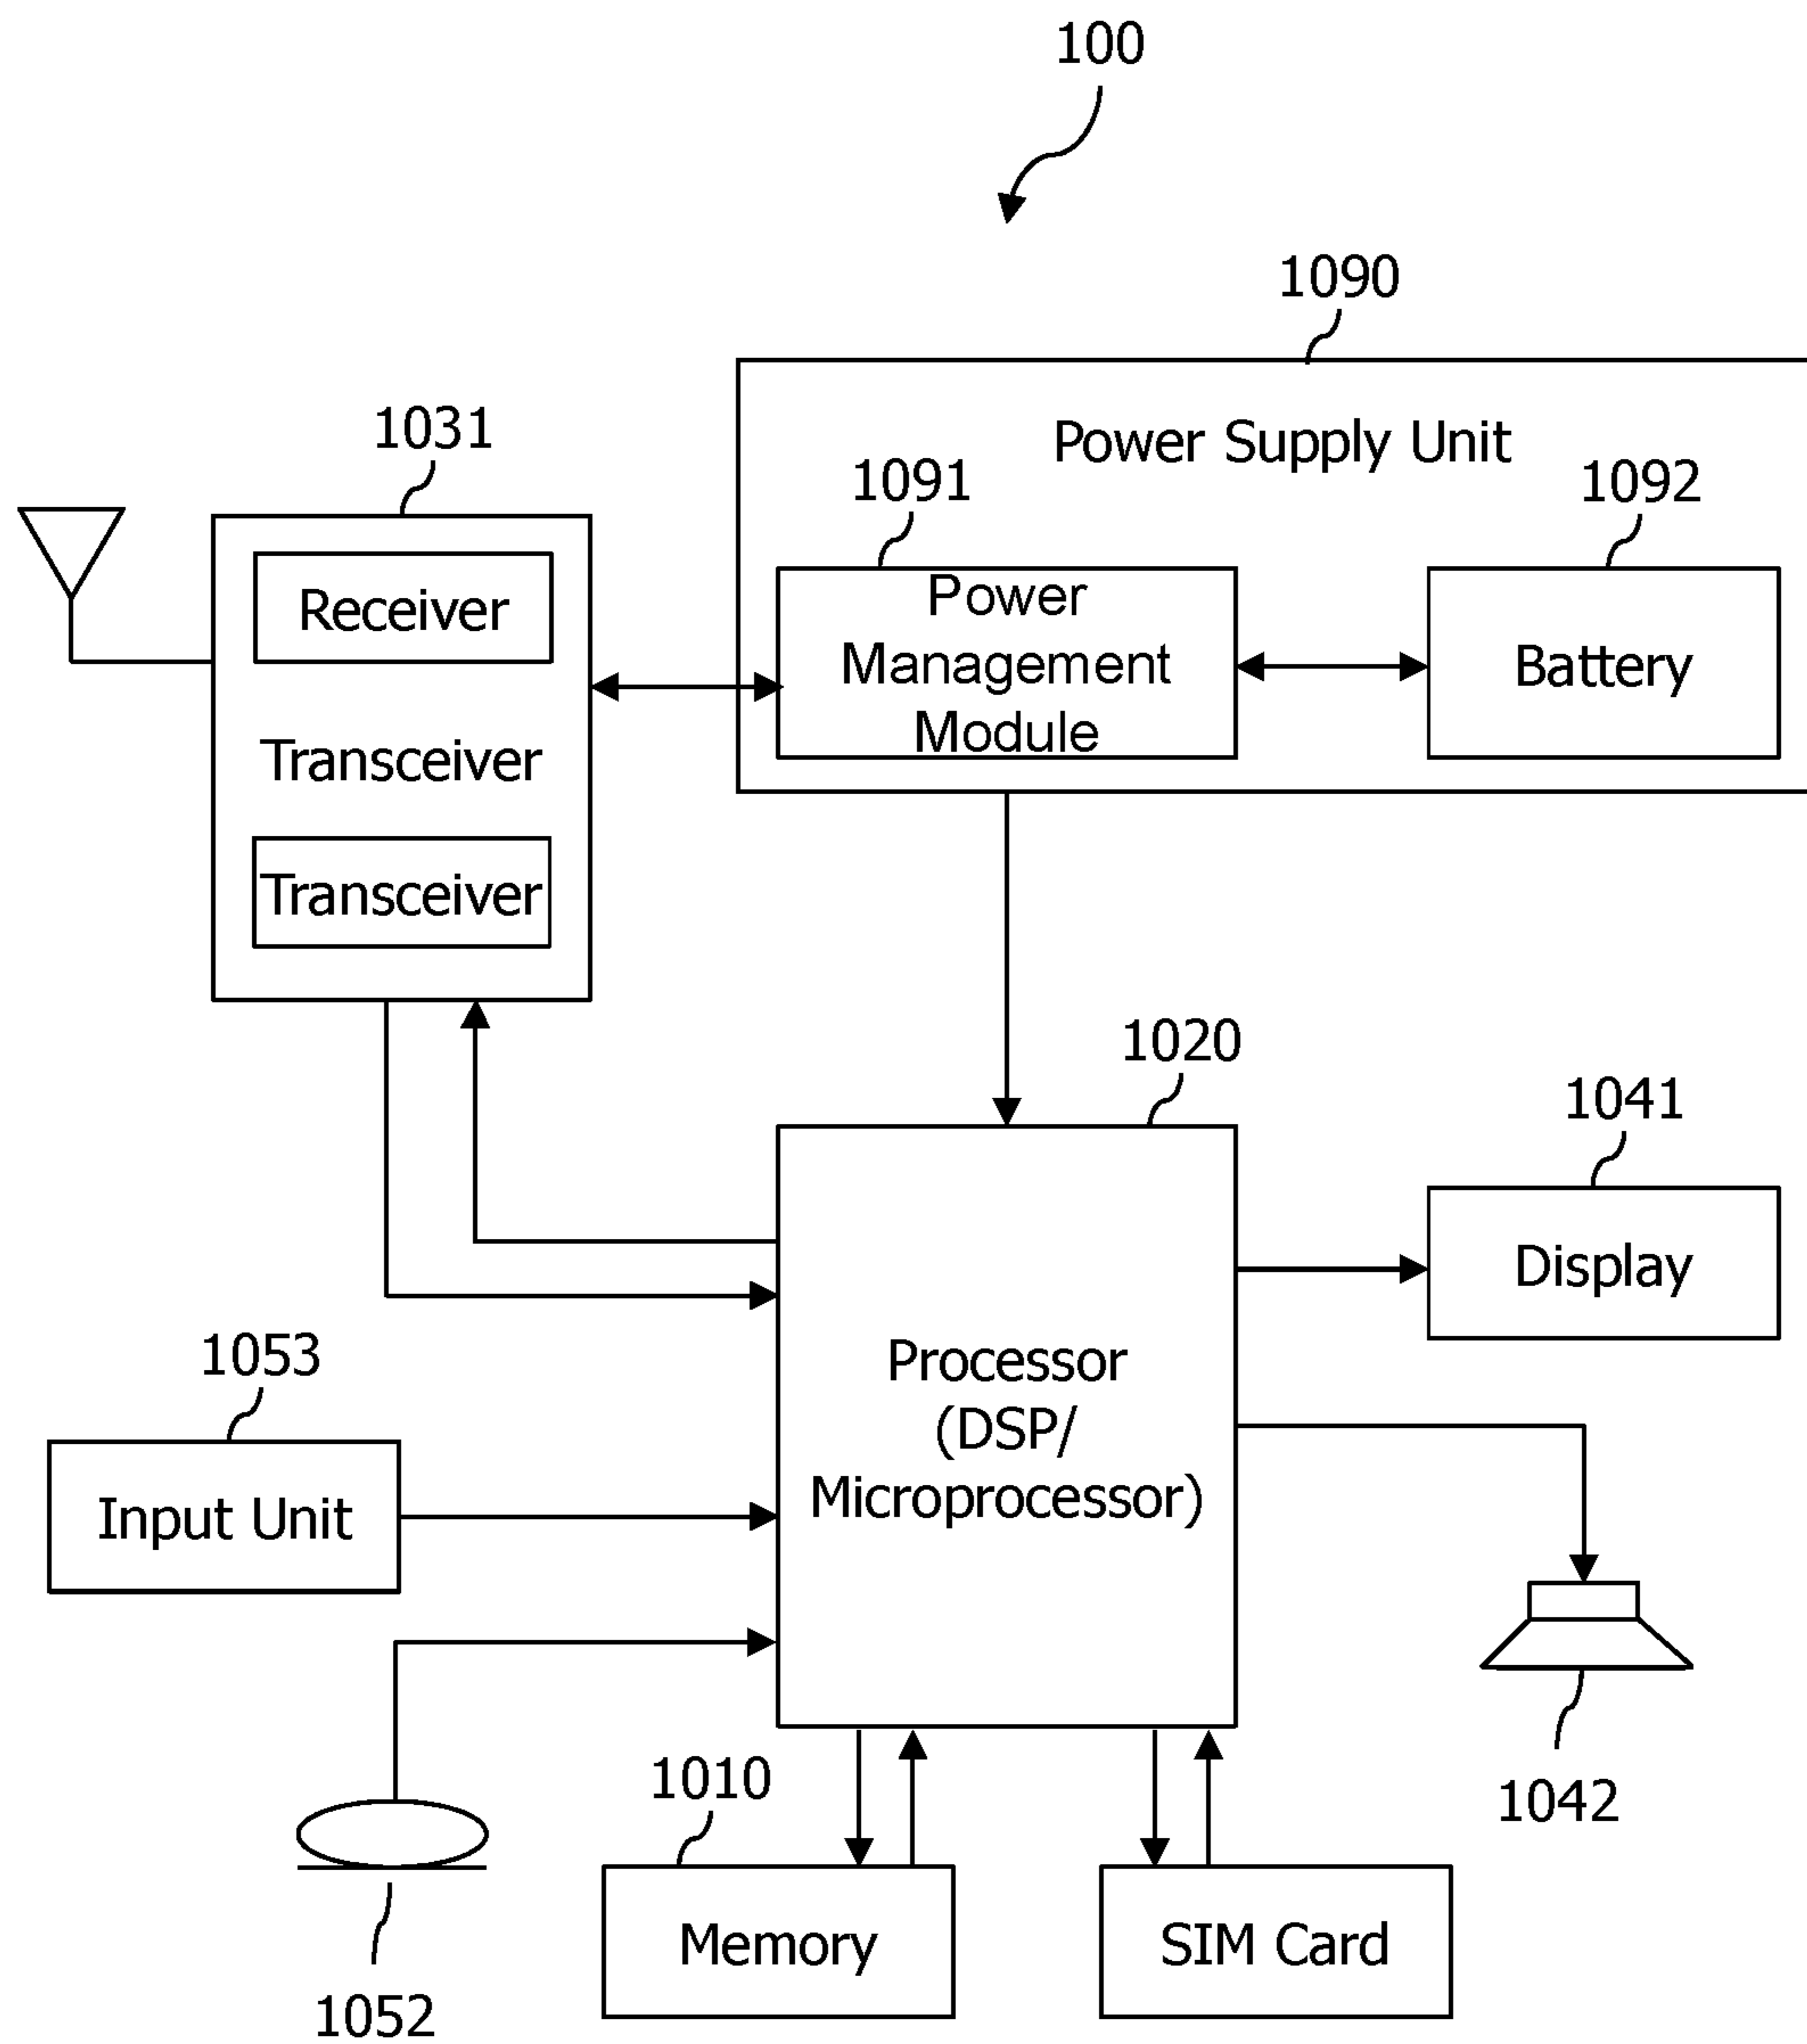 100
1090
Power Supply Unit
1031
1091
1092
Receiver
Power
Management
Module
Battery
Transceiver
Transceiver
1020
1041
Display
1053
Processor
(DSP/
Microprocessor)
Input Unit
1042
1010
1052
Memory
SIM Card